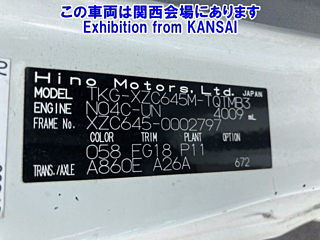 この車両は関西会場にあります
Exhibition from KANSAI
Hino Motors, Ltd. JAPAN
MODEL TKG-XZC645M-TQTMB3
ENGINE N04C-UN 4009 mL
FRAME No. XZC645-0002797
COLOR TRIM PLANT
058 EG18 P11
TRANS./AXLE A860E A26A 672